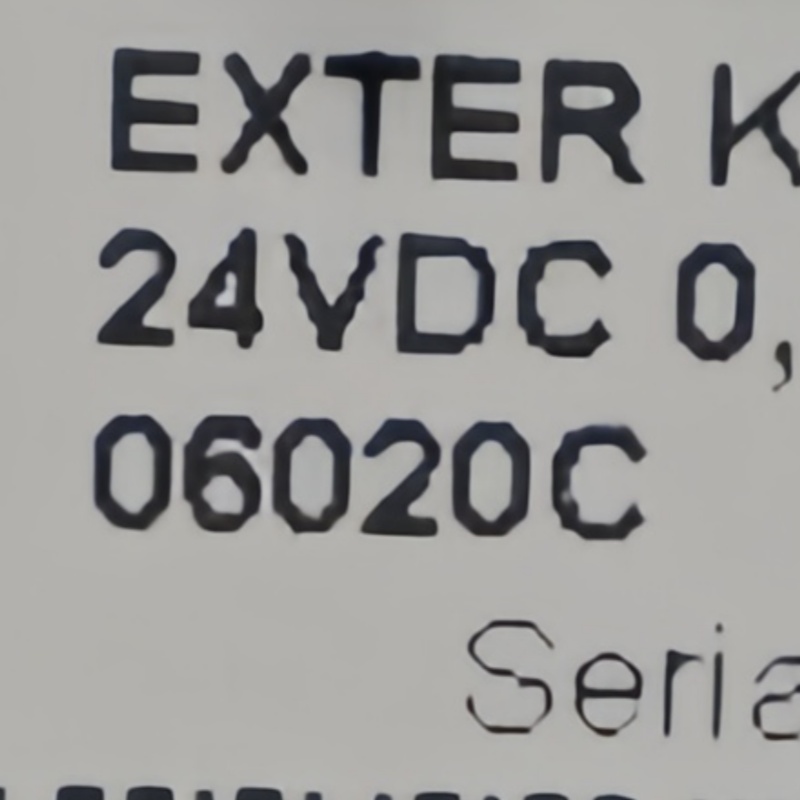 EXTER K
24VDC 0,
06020C
Seria